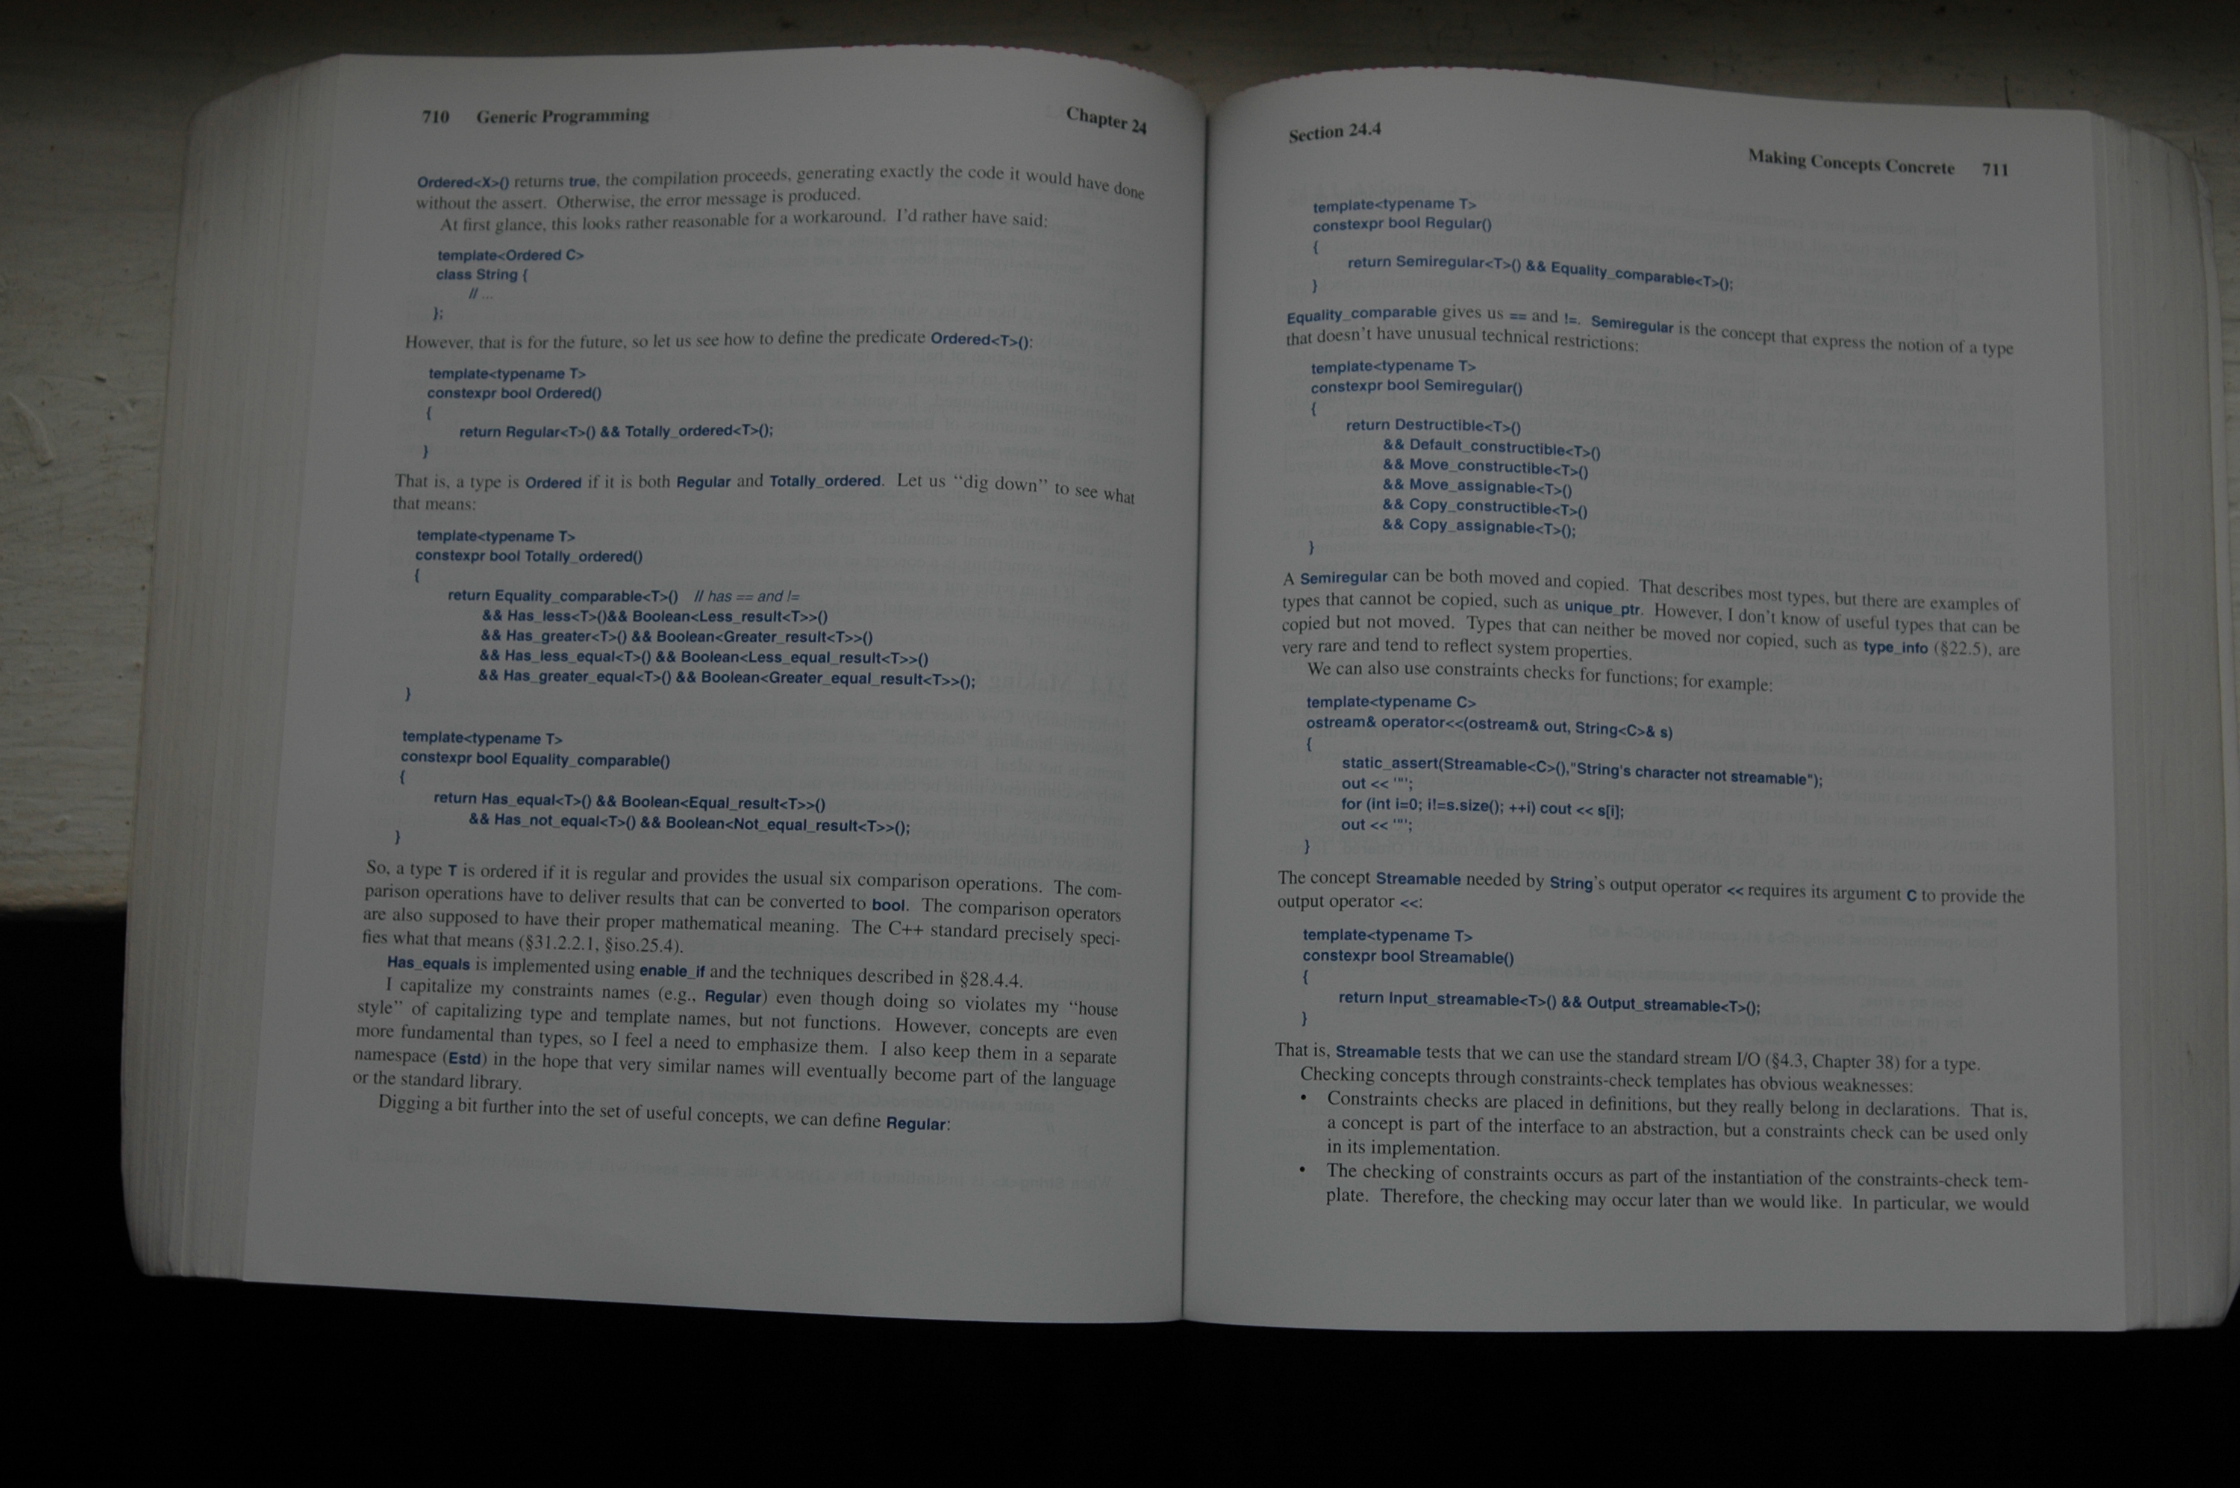 710 Generic Programming Chapter 24
Ordered<X>() returns true, the compilation proceeds, generating exactly the code it would have done
without the assert. Otherwise, the error message is produced.
At first glance, this looks rather reasonable for a workaround. I'd rather have said:
template<Ordered C>
class String {
// ...
};
However, that is for the future, so let us see how to define the predicate Ordered<T>():
template<typename T>
constexpr bool Ordered()
{
return Regular<T>() && Totally_ordered<T>();
}
That is, a type is Ordered if it is both Regular and Totally_ordered. Let us "dig down" to see what
that means:
template<typename T>
constexpr bool Totally_ordered()
{
return Equality_comparable<T>() // has == and !=
&& Has_less<T>()&& Boolean<Less_result<T>>()
&& Has_greater<T>() && Boolean<Greater_result<T>>()
&& Has_less_equal<T>() && Boolean<Less_equal_result<T>>()
&& Has_greater_equal<T>() && Boolean<Greater_equal_result<T>>();
}
template<typename T>
constexpr bool Equality_comparable()
{
return Has_equal<T>() && Boolean<Equal_result<T>>()
&& Has_not_equal<T>() && Boolean<Not_equal_result<T>>();
}
So, a type T is ordered if it is regular and provides the usual six comparison operations. The com-
parison operations have to deliver results that can be converted to bool. The comparison operators
are also supposed to have their proper mathematical meaning. The C++ standard precisely speci-
fies what that means (§31.2.2.1, §iso.25.4).
Has_equals is implemented using enable_if and the techniques described in §28.4.4.
I capitalize my constraints names (e.g., Regular) even though doing so violates my "house
style" of capitalizing type and template names, but not functions. However, concepts are even
more fundamental than types, so I feel a need to emphasize them. I also keep them in a separate
namespace (Estd) in the hope that very similar names will eventually become part of the language
or the standard library.
Digging a bit further into the set of useful concepts, we can define Regular:
Section 24.4 Making Concepts Concrete 711
template<typename T>
constexpr bool Regular()
{
return Semiregular<T>() && Equality_comparable<T>();
}
Equality_comparable gives us == and !=. Semiregular is the concept that express the notion of a type
that doesn't have unusual technical restrictions:
template<typename T>
constexpr bool Semiregular()
{
return Destructible<T>()
&& Default_constructible<T>()
&& Move_constructible<T>()
&& Move_assignable<T>()
&& Copy_constructible<T>()
&& Copy_assignable<T>();
}
A Semiregular can be both moved and copied. That describes most types, but there are examples of
types that cannot be copied, such as unique_ptr. However, I don't know of useful types that can be
copied but not moved. Types that can neither be moved nor copied, such as type_info (§22.5), are
very rare and tend to reflect system properties.
We can also use constraints checks for functions; for example:
template<typename C>
ostream& operator<<(ostream& out, String<C>& s)
{
static_assert(Streamable<C>(),"String's character not streamable");
out << '"';
for (int i=0; i!=s.size(); ++i) cout << s[i];
out << '"';
}
The concept Streamable needed by String's output operator << requires its argument C to provide the
output operator <<:
template<typename T>
constexpr bool Streamable()
{
return Input_streamable<T>() && Output_streamable<T>();
}
That is, Streamable tests that we can use the standard stream I/O (§4.3, Chapter 38) for a type.
Checking concepts through constraints-check templates has obvious weaknesses:
• Constraints checks are placed in definitions, but they really belong in declarations. That is,
a concept is part of the interface to an abstraction, but a constraints check can be used only
in its implementation.
• The checking of constraints occurs as part of the instantiation of the constraints-check tem-
plate. Therefore, the checking may occur later than we would like. In particular, we would